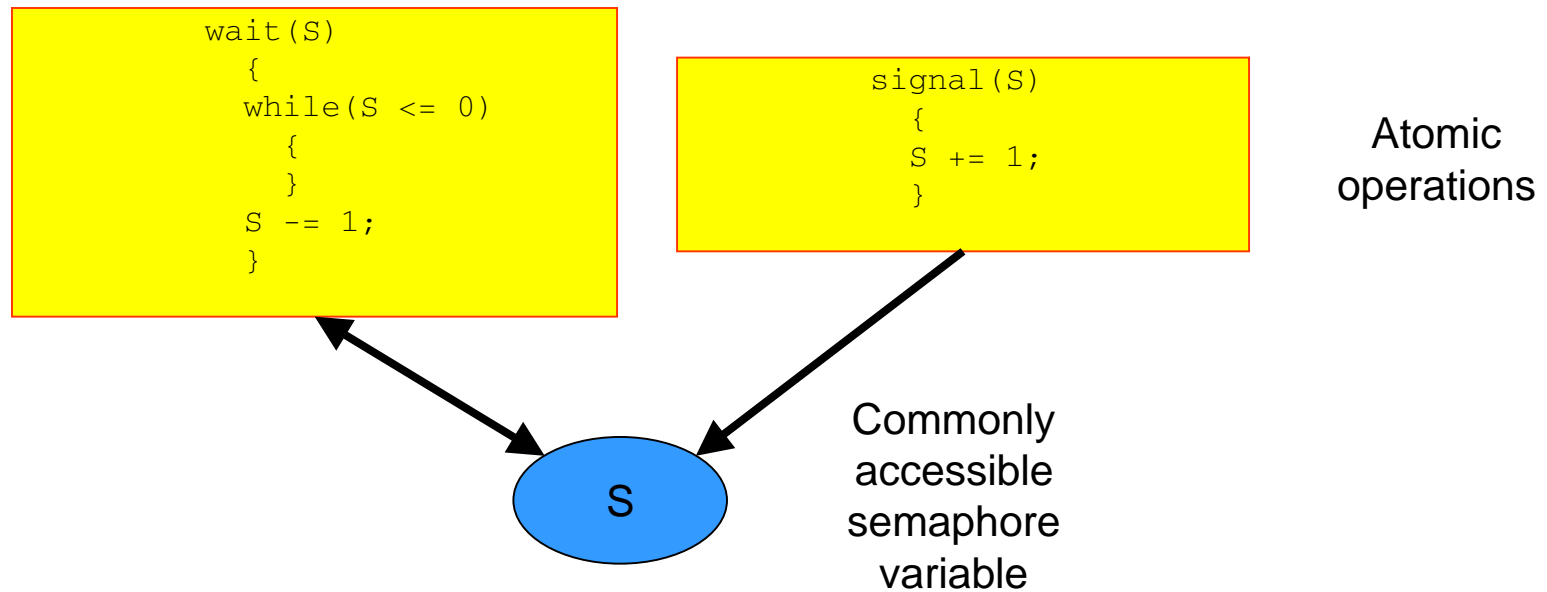 wait(S)
{
while(S <= 0)
{
}
S -= 1;
}
signal(S)
{
S += 1;
}
Atomic
operations
S
Commonly
accessible
semaphore
variable